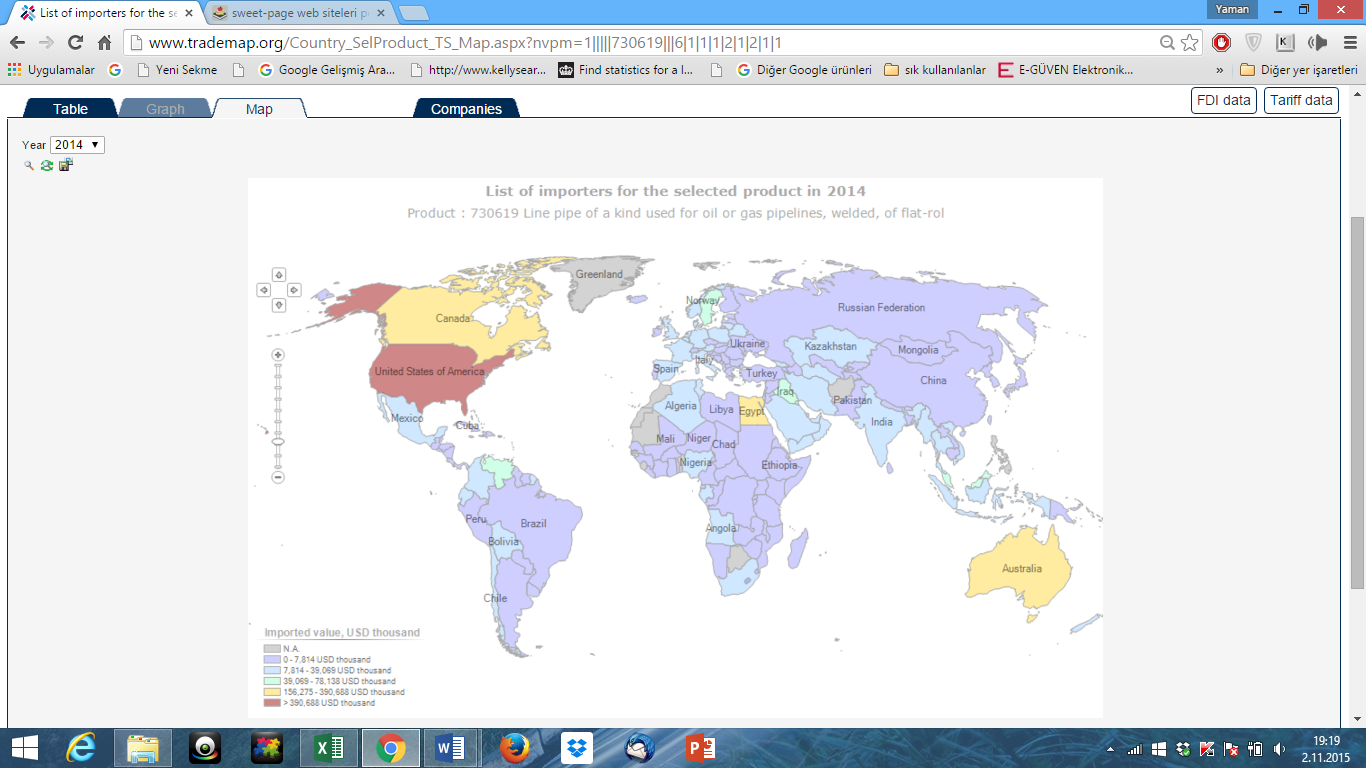 List of importers for the se
sweet-page web siteleri p
Yaman
www.trademap.org/Country_SelProduct_TS_Map.aspx?nvpm=1|||||730619|||6|1|1|1|2|1|2|1|1
Uygulamalar
Yeni Sekme
Google Gelişmiş Ara...
http://www.kellysear...
Find statistics for a l...
Diğer Google ürünleri
sık kullanılanlar
E-GÜVEN Elektronik...
»
Diğer yer işaretleri
Table
Graph
Map
Companies
FDI data
Tariff data
Year 2014
List of importers for the selected product in 2014
Product : 730619 Line pipe of a kind used for oil or gas pipelines, welded, of flat-rol
Greenland
Norway
Russian Federation
Canada
Ukraine
Kazakhstan
Mongolia
Italy
Spain
Turkey
United States of America
China
Iraq
Pakistan
Algeria
Libya
Egypt
Mexico
India
Cuba
Mali
Niger
Chad
Nigeria
Ethiopia
Peru
Brazil
Angola
Bolivia
Australia
Chile
Imported value, USD thousand
N.A.
0 - 7,814 USD thousand
7,814 - 39,069 USD thousand
39,069 - 78,138 USD thousand
156,275 - 390,688 USD thousand
> 390,688 USD thousand
19:19
2.11.2015